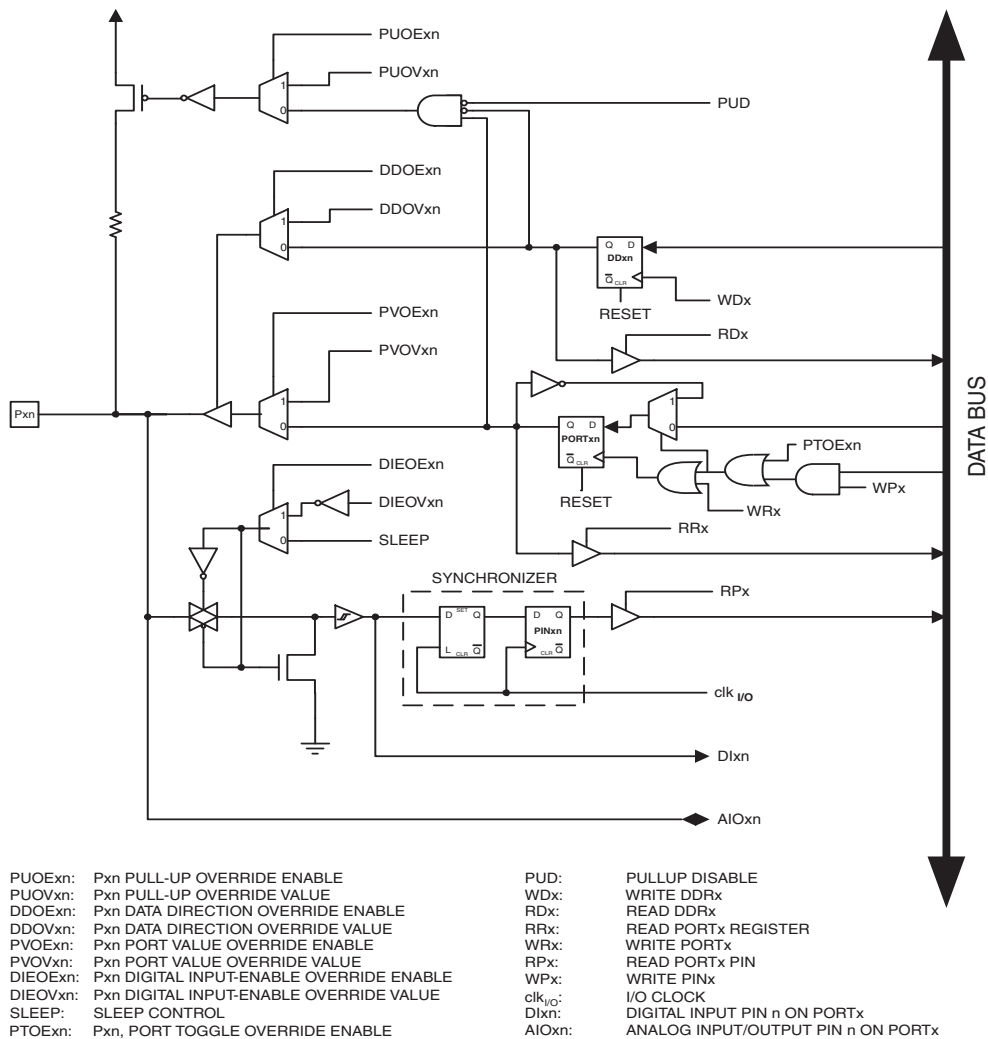 PUOExn
PUOVxn
1
0
PUD
DDOExn
DDOVxn
1
0
Q D
DDxn
Q CLR
WDx
RESET
RDx
PVOExn
PVOVxn
1
0
Pxn
1
0
Q D
PORTxn
Q CLR
RESET
PTOExn
WPx
WRx
RRx
DATA BUS
DIEOExn
DIEOVxn
1
0
SLEEP
SYNCHRONIZER
D SET Q
L CLR Q
D Q
PINxn
CLR Q
RPx
clk I/O
DIxn
AIOxn
PUOExn: Pxn PULL-UP OVERRIDE ENABLE
PUOVxn: Pxn PULL-UP OVERRIDE VALUE
DDOExn: Pxn DATA DIRECTION OVERRIDE ENABLE
DDOVxn: Pxn DATA DIRECTION OVERRIDE VALUE
PVOExn: Pxn PORT VALUE OVERRIDE ENABLE
PVOVxn: Pxn PORT VALUE OVERRIDE VALUE
DIEOExn: Pxn DIGITAL INPUT-ENABLE OVERRIDE ENABLE
DIEOVxn: Pxn DIGITAL INPUT-ENABLE OVERRIDE VALUE
SLEEP: SLEEP CONTROL
PTOExn: Pxn, PORT TOGGLE OVERRIDE ENABLE
PUD: PULLUP DISABLE
WDx: WRITE DDRx
RDx: READ DDRx
RRx: READ PORTx REGISTER
WRx: WRITE PORTx
RPx: READ PORTx PIN
WPx: WRITE PINx
clkI/O: I/O CLOCK
DIxn: DIGITAL INPUT PIN n ON PORTx
AIOxn: ANALOG INPUT/OUTPUT PIN n ON PORTx